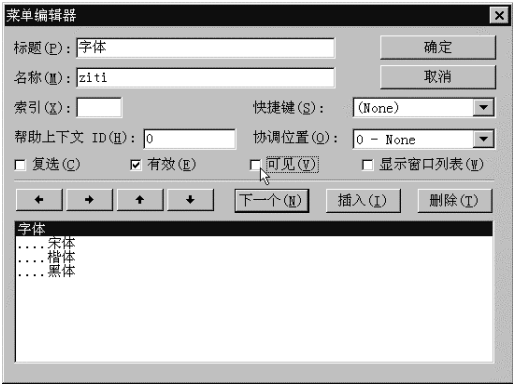 菜单编辑器
标题(P): 字体 确定
名称(M): ziti 取消
索引(X): 快捷键(S): (None)
帮助上下文 ID(H): 0 协调位置(O): 0 - None
复选(C) 有效(E) 可见(V) 显示窗口列表(W)
下一个(N) 插入(I) 删除(T)
字体
....宋体
....楷体
....黑体